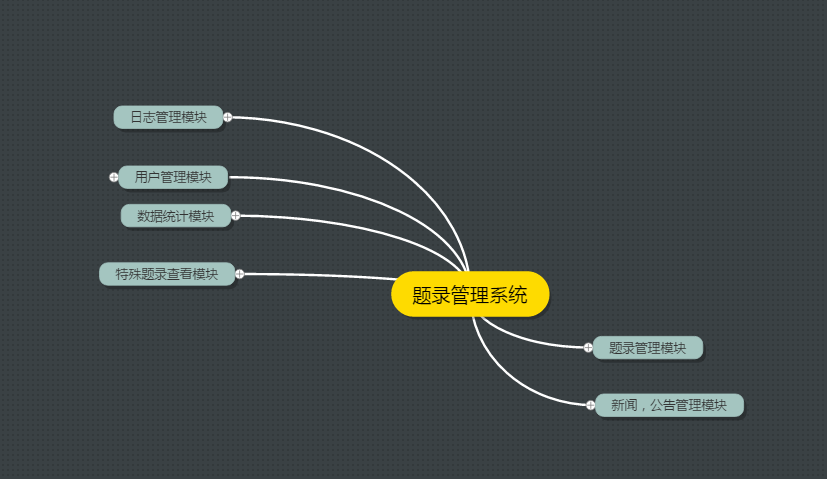 日志管理模块
用户管理模块
数据统计模块
特殊题录查看模块
题录管理系统
题录管理模块
新闻，公告管理模块